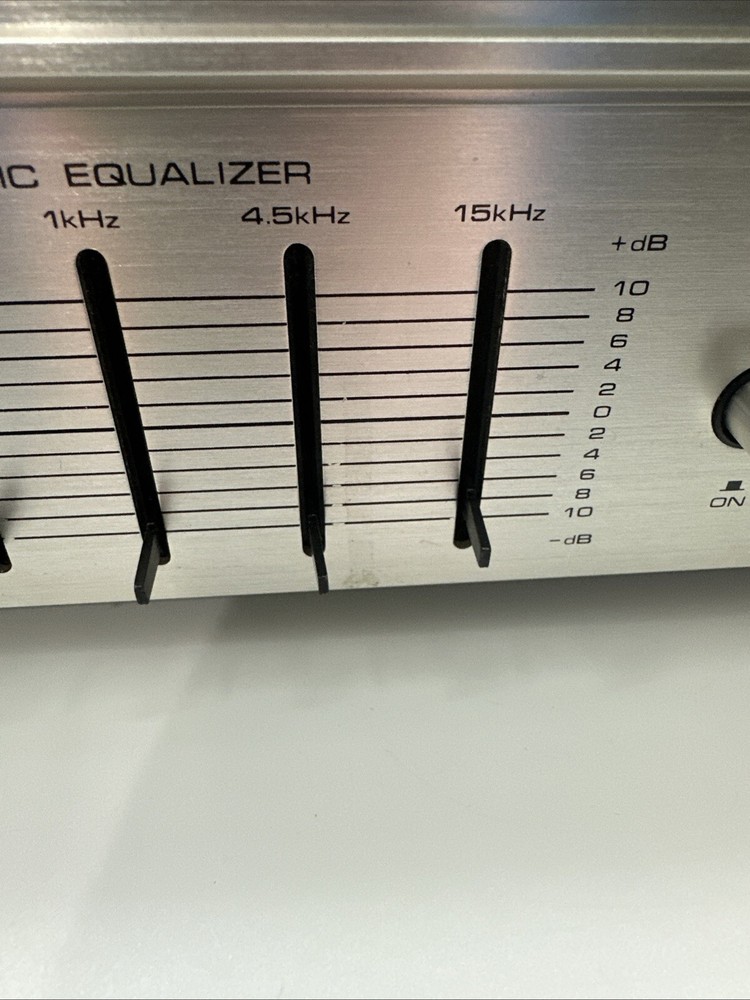 IC EQUALIZER
1kHz 4.5kHz 15kHz
+dB
10
8
6
4
2
0
2
4
6
8
10
-dB
ON